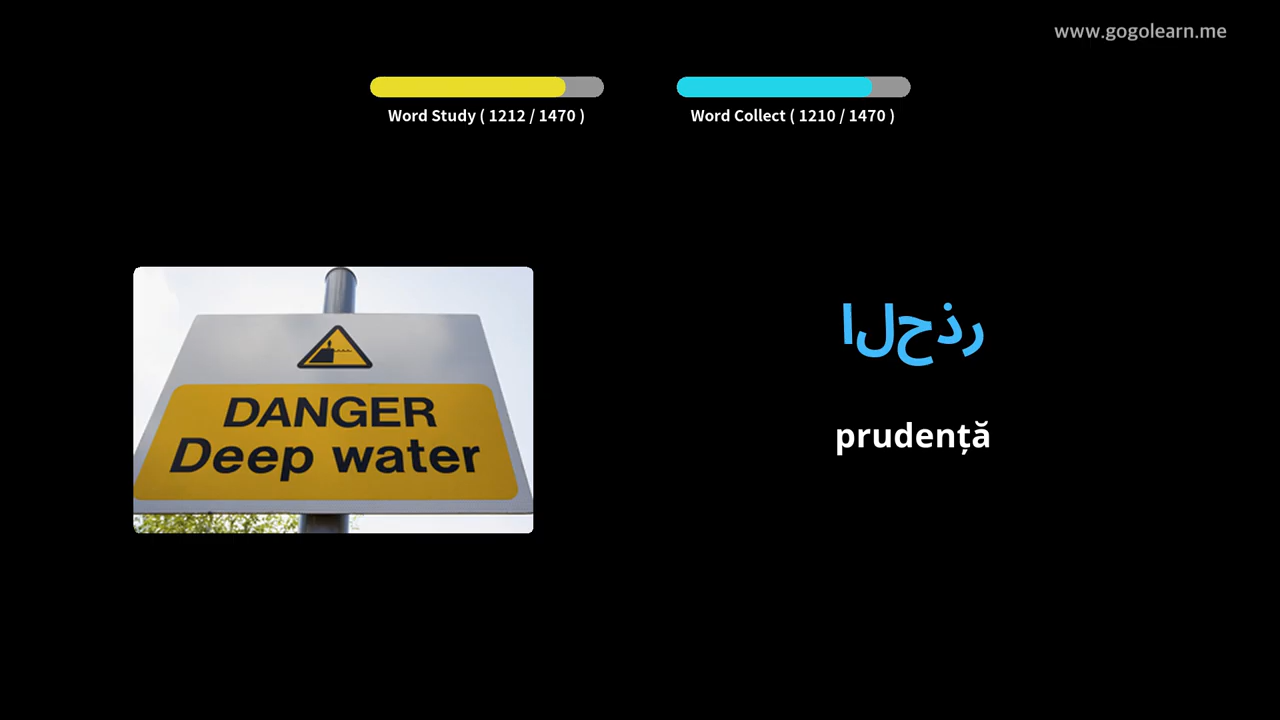 www.gogolearn.me
Word Study ( 1212 / 1470 )
Word Collect ( 1210 / 1470 )
DANGER
Deep water
الحذر
prudență